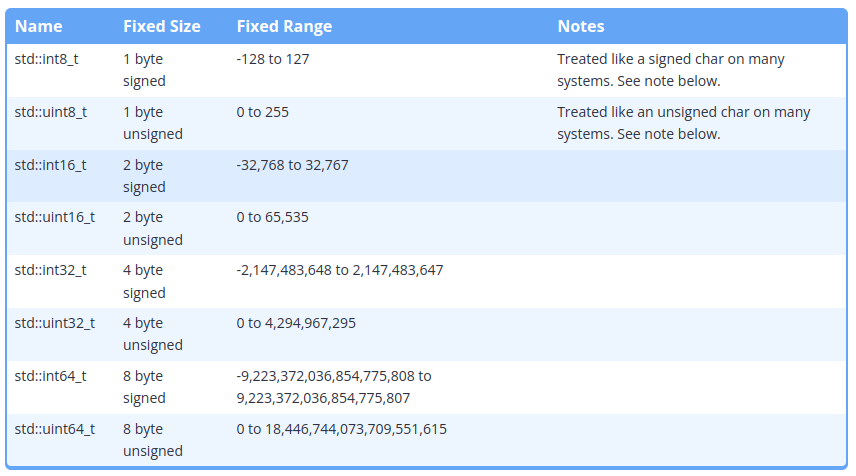 Name Fixed Size Fixed Range Notes
std::int8_t 1 byte -128 to 127 Treated like a signed char on many
signed systems. See note below.
std::uint8_t 1 byte 0 to 255 Treated like an unsigned char on many
unsigned systems. See note below.
std::int16_t 2 byte -32,768 to 32,767
signed
std::uint16_t 2 byte 0 to 65,535
unsigned
std::int32_t 4 byte -2,147,483,648 to 2,147,483,647
signed
std::uint32_t 4 byte 0 to 4,294,967,295
unsigned
std::int64_t 8 byte -9,223,372,036,854,775,808 to
signed 9,223,372,036,854,775,807
std::uint64_t 8 byte 0 to 18,446,744,073,709,551,615
unsigned